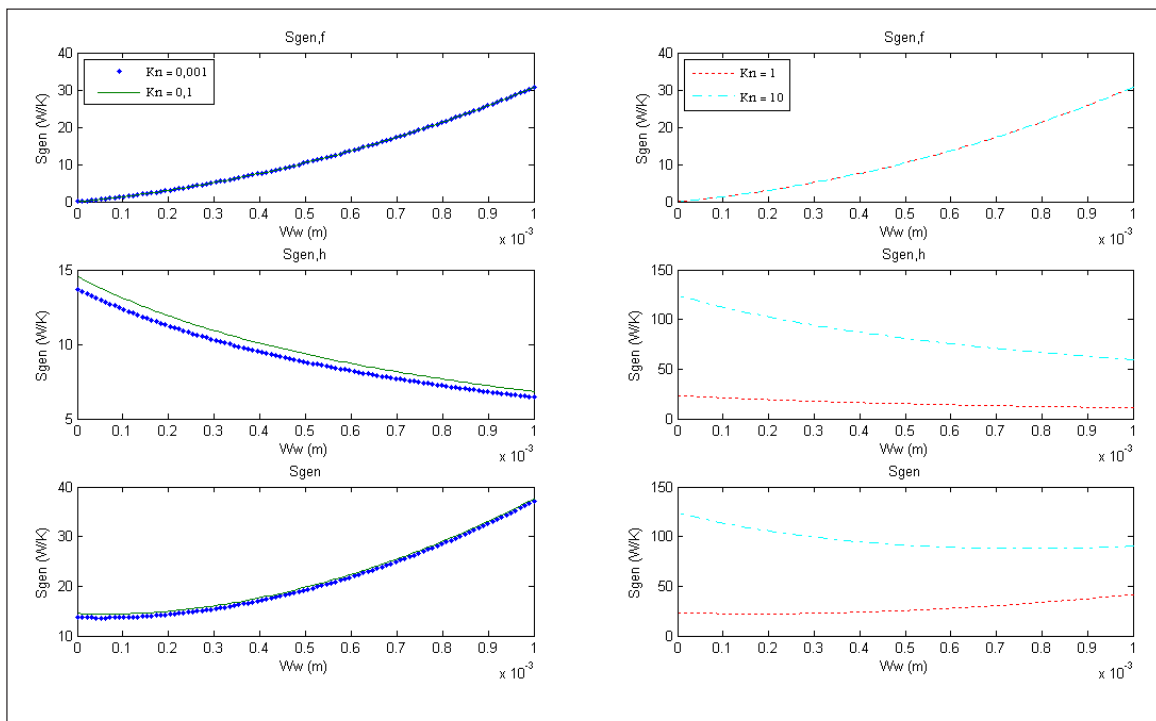 Sgen,f
Kn = 0,001
Kn = 0,1
Sgen (W/K)
40
30
20
10
0
0 0.1 0.2 0.3 0.4 0.5 0.6 0.7 0.8 0.9 1
Ww (m)
x 10⁻³
Sgen,f
Kn = 1
Kn = 10
Sgen (W/K)
40
30
20
10
0
0 0.1 0.2 0.3 0.4 0.5 0.6 0.7 0.8 0.9 1
Ww (m)
x 10⁻³
Sgen,h
Sgen (W/K)
15
10
5
0 0.1 0.2 0.3 0.4 0.5 0.6 0.7 0.8 0.9 1
Ww (m)
x 10⁻³
Sgen,h
Sgen (W/K)
150
100
50
0
0 0.1 0.2 0.3 0.4 0.5 0.6 0.7 0.8 0.9 1
Ww (m)
x 10⁻³
Sgen
Sgen (W/K)
40
30
20
10
0 0.1 0.2 0.3 0.4 0.5 0.6 0.7 0.8 0.9 1
Ww (m)
x 10⁻³
Sgen
Sgen (W/K)
150
100
50
0
0 0.1 0.2 0.3 0.4 0.5 0.6 0.7 0.8 0.9 1
Ww (m)
x 10⁻³